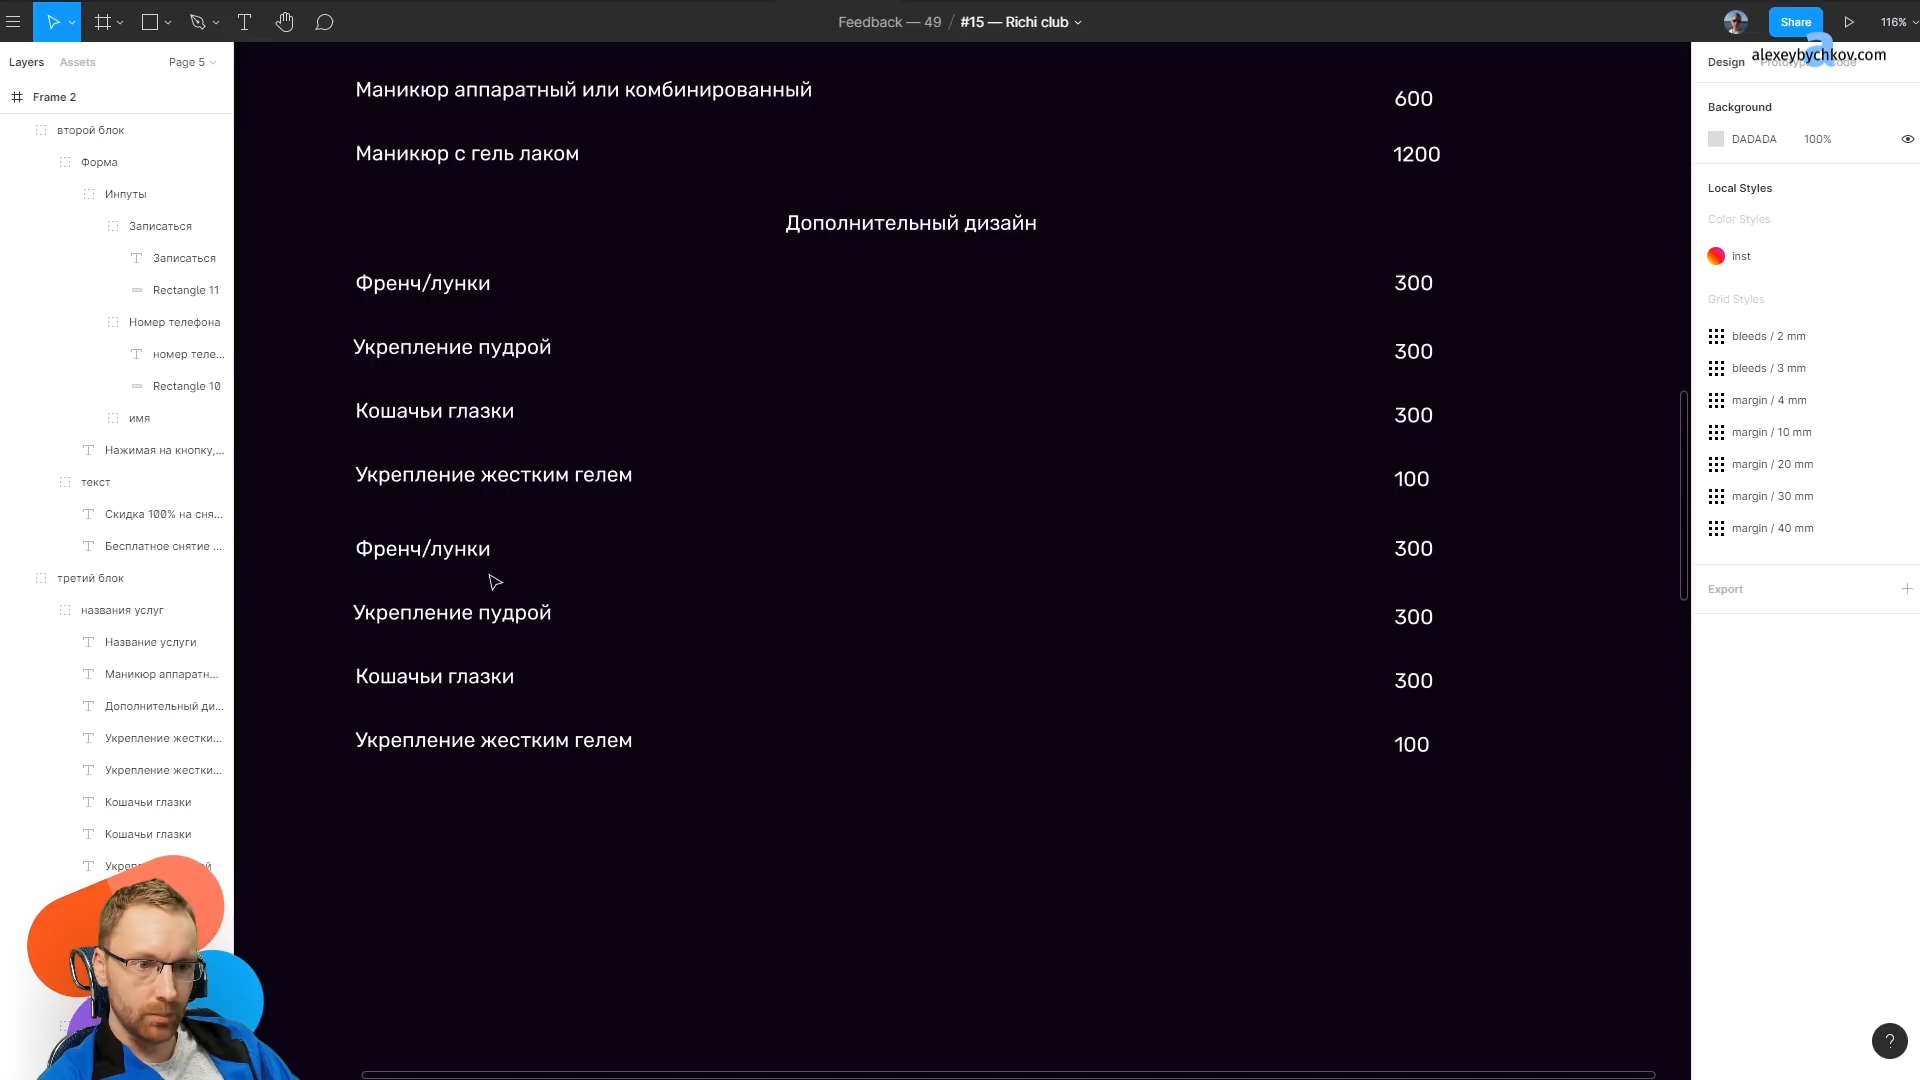 Feedback — 49 / #15 — Richi club
Share
116%
alexeybychkov.com
Layers
Assets
Page 5
Frame 2
второй блок
Форма
Инпуты
Записаться
Записаться
Rectangle 11
Номер телефона
номер теле...
Rectangle 10
имя
Нажимая на кнопку,...
текст
Скидка 100% на сня...
Бесплатное снятие ...
третий блок
названия услуг
Название услуги
Маникюр аппаратн...
Дополнительный ди...
Укрепление жестки...
Укрепление жестки...
Кошачьи глазки
Кошачьи глазки
Маникюр аппаратный или комбинированный 600
Маникюр с гель лаком 1200
Дополнительный дизайн
Френч/лунки 300
Укрепление пудрой 300
Кошачьи глазки 300
Укрепление жестким гелем 100
Френч/лунки 300
Укрепление пудрой 300
Кошачьи глазки 300
Укрепление жестким гелем 100
Design
Background
DADADA 100%
Local Styles
Color Styles
inst
Grid Styles
bleeds / 2 mm
bleeds / 3 mm
margin / 4 mm
margin / 10 mm
margin / 20 mm
margin / 30 mm
margin / 40 mm
Export
?